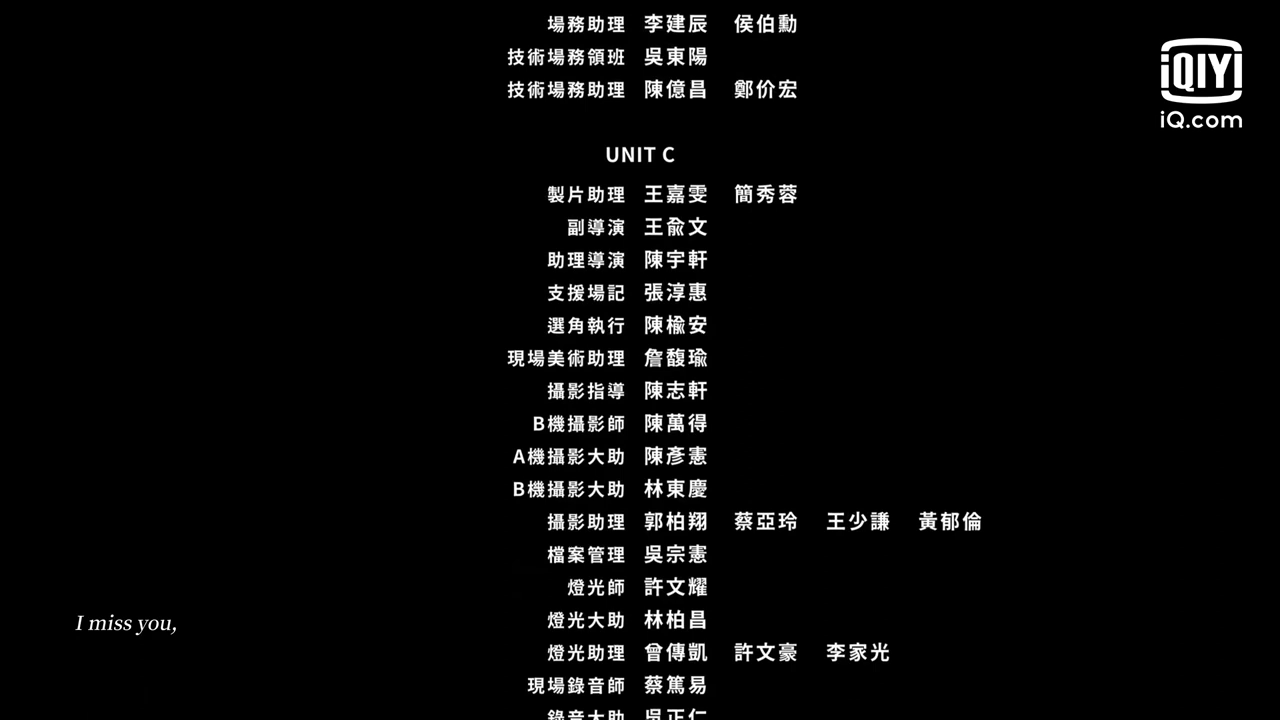 場務助理 李建辰 侯伯勳
技術場務領班 吳東陽
技術場務助理 陳億昌 鄭价宏
iQIYI
iQ.com
UNIT C
製片助理 王嘉雯 簡秀蓉
副導演 王兪文
助理導演 陳宇軒
支援場記 張淳惠
選角執行 陳楡安
現場美術助理 詹馥瑜
攝影指導 陳志軒
B機攝影師 陳萬得
A機攝影大助 陳彥憲
B機攝影大助 林東慶
攝影助理 郭柏翔 蔡亞玲 王少謙 黃郁倫
檔案管理 吳宗憲
燈光師 許文耀
燈光大助 林柏昌
I miss you,
燈光助理 曾傳凱 許文豪 李家光
現場錄音師 蔡篤易
錄音大助 吳正仁